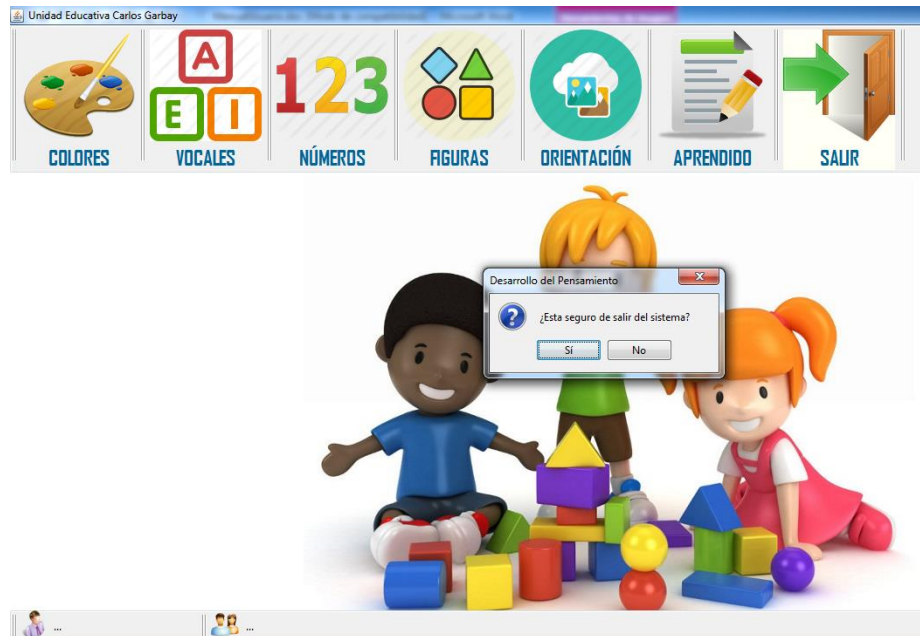 Unidad Educativa Carlos Garbay
A
E I
123
COLORES VOCALES NÚMEROS FIGURAS ORIENTACIÓN APRENDIDO SALIR
Desarrollo del Pensamiento
¿Esta seguro de salir del sistema?
Sí No
... ...